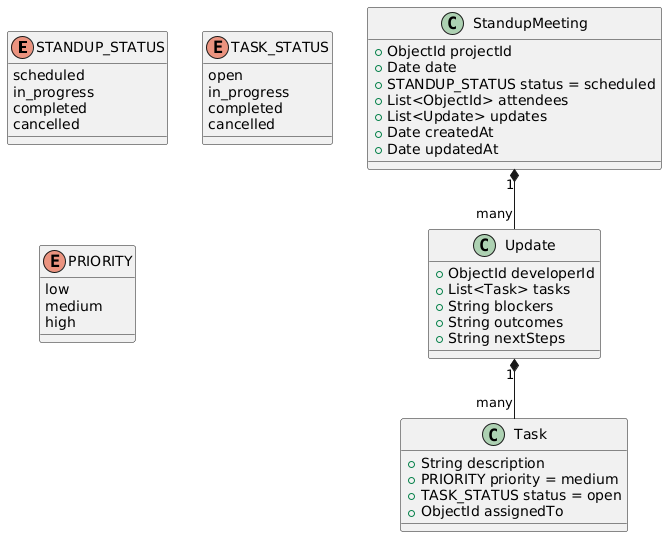 E STANDUP_STATUS
scheduled
in_progress
completed
cancelled
E TASK_STATUS
open
in_progress
completed
cancelled
C StandupMeeting
ObjectId projectId
Date date
STANDUP_STATUS status = scheduled
List<ObjectId> attendees
List<Update> updates
Date createdAt
Date updatedAt
1
many
E PRIORITY
low
medium
high
C Update
ObjectId developerId
List<Task> tasks
String blockers
String outcomes
String nextSteps
1
many
C Task
String description
PRIORITY priority = medium
TASK_STATUS status = open
ObjectId assignedTo